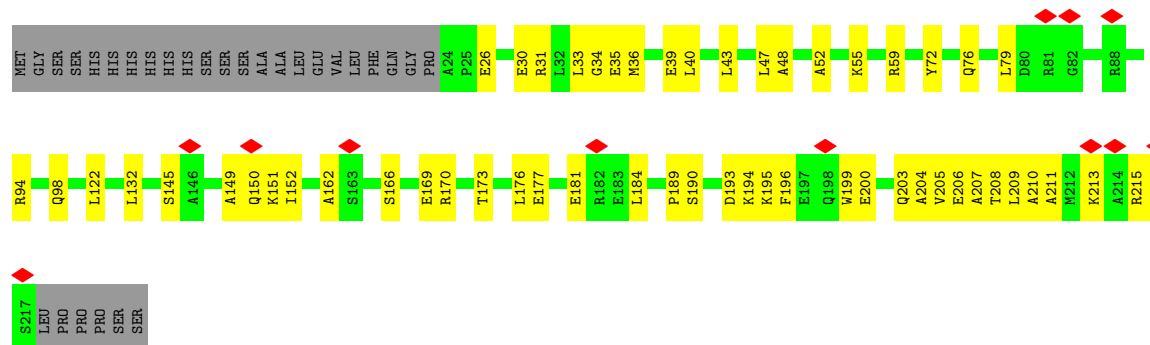 MET GLY SER SER HIS HIS HIS HIS HIS HIS SER SER SER ALA ALA LEU GLU VAL LEU PHE GLN GLY PRO A24 P25 E26 E30 R31 L32 L33 G34 E35 M36 E39 L40 L43 L47 A48 A52 K55 R59 Y72 Q76 L79 D80 R81 G82 R88
R94 Q98 L122 L132 S145 A146 A149 Q150 K151 I152 A162 S163 S166 E169 R170 T173 L176 E177 E181 R182 E183 L184 P189 S190 D193 K194 K195 F196 E197 Q198 W199 E200 Q203 A204 V205 E206 A207 T208 L209 A210 A211 M212 K213 A214 R215
S217 LEU PRO PRO PRO SER SER